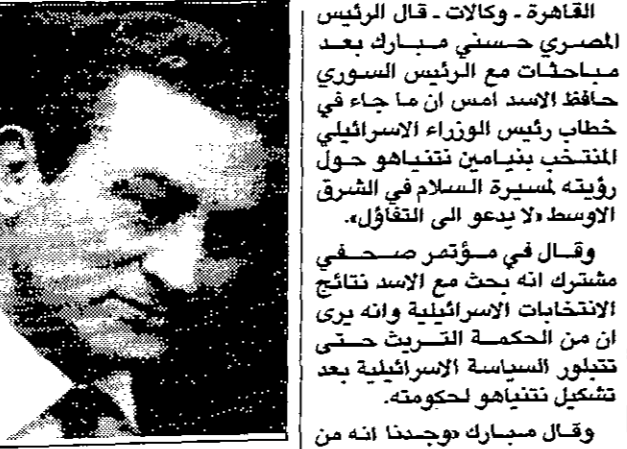 القاهرة ـ وكالات ـ قال الرئيس
المصري حسني مبارك بعد
مباحثات مع الرئيس السوري
حافظ الاسد امس ان ما جاء في
خطاب رئيس الوزراء الاسرائيلي
المنتخب بنيامين نتنياهو حول
رؤيته لمسيرة السلام في الشرق
الاوسط «لا يدعو الى التفاؤل».
وقال في مؤتمر صحفي
مشترك انه بحث مع الاسد نتائج
الانتخابات الاسرائيلية وانه يرى
ان من الحكمة التريث حتى
تتبلور السياسة الاسرائيلية بعد
تشكيل نتنياهو لحكومته.
وقال مبارك «وجدنا انه من